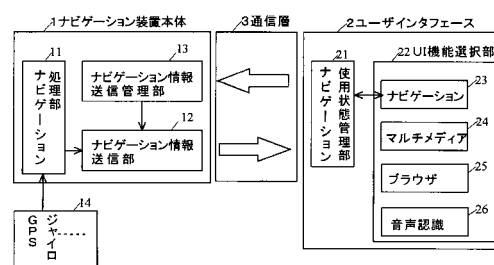 1ナビゲーション装置本体
11
ナビゲーション
処理部
13
ナビゲーション情報
送信管理部
12
ナビゲーション情報
送信部
14
GPS
ジャイロ
3通信層
2ユーザインタフェース
21
使用状態管理部
ナビゲーション
22 UI機能選択部
23
ナビゲーション
24
マルチメディア
25
ブラウザ
26
音声認識